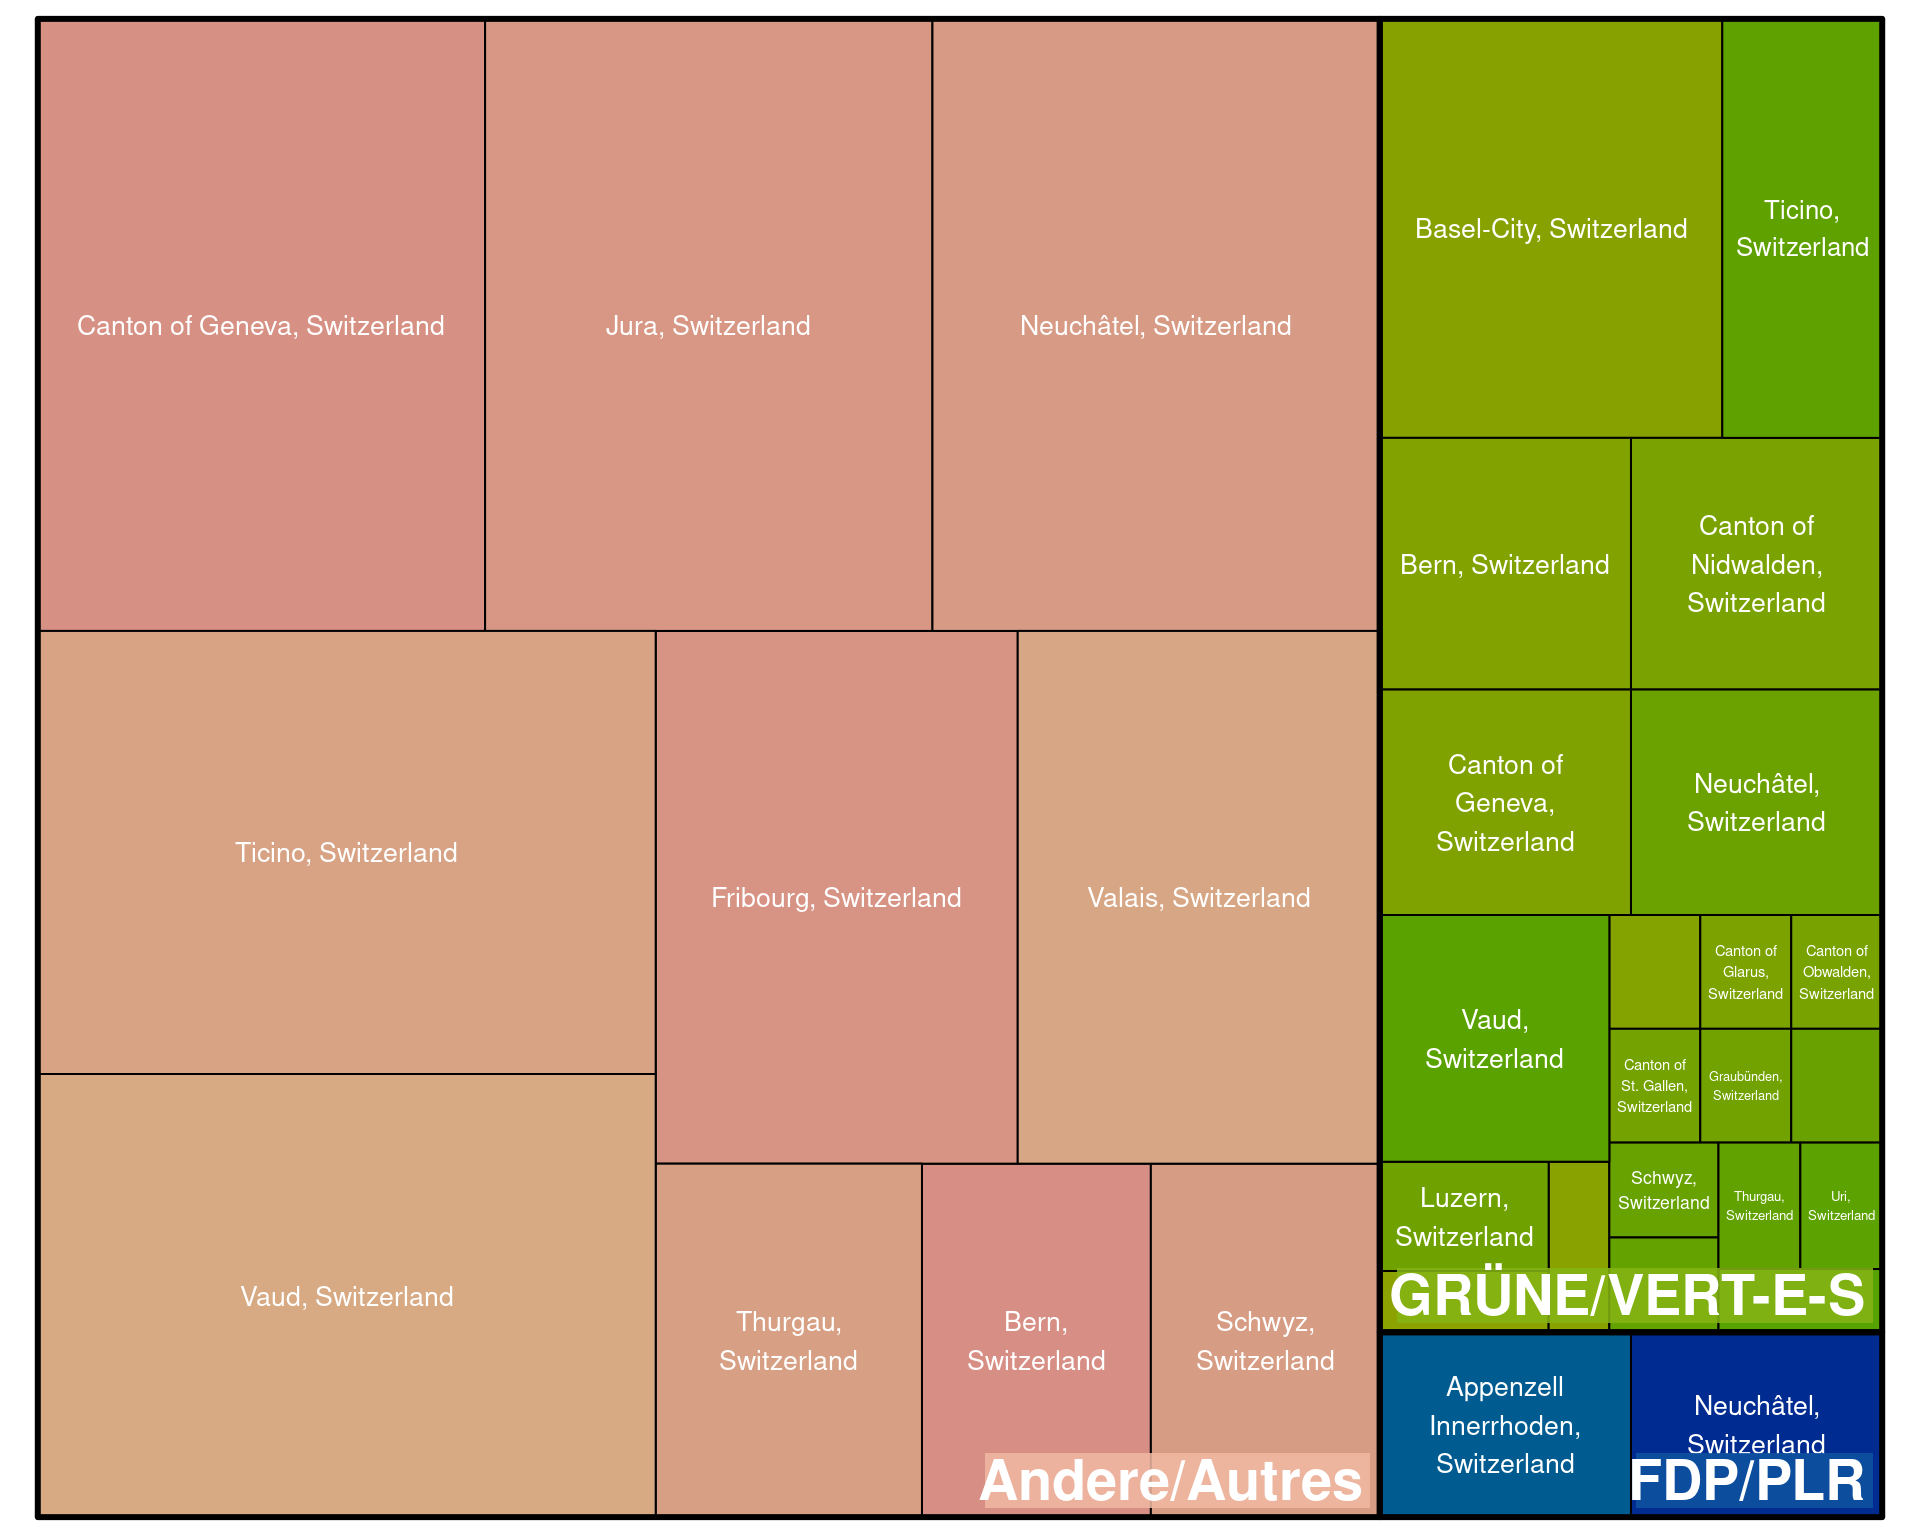 Canton of Geneva, Switzerland
Jura, Switzerland
Neuchâtel, Switzerland
Ticino, Switzerland
Fribourg, Switzerland
Valais, Switzerland
Vaud, Switzerland
Thurgau,
Switzerland
Bern,
Switzerland
Schwyz,
Switzerland
Andere/Autres
Basel-City, Switzerland
Ticino,
Switzerland
Bern, Switzerland
Canton of
Nidwalden,
Switzerland
Canton of
Geneva,
Switzerland
Neuchâtel,
Switzerland
Vaud,
Switzerland
Canton of
Glarus,
Switzerland
Canton of
Obwalden,
Switzerland
Canton of
St. Gallen,
Switzerland
Graubünden,
Switzerland
Luzern,
Switzerland
Schwyz,
Switzerland
Thurgau,
Switzerland
Uri,
Switzerland
GRÜNE/VERT-E-S
Appenzell
Innerrhoden,
Switzerland
Neuchâtel,
Switzerland
FDP/PLR